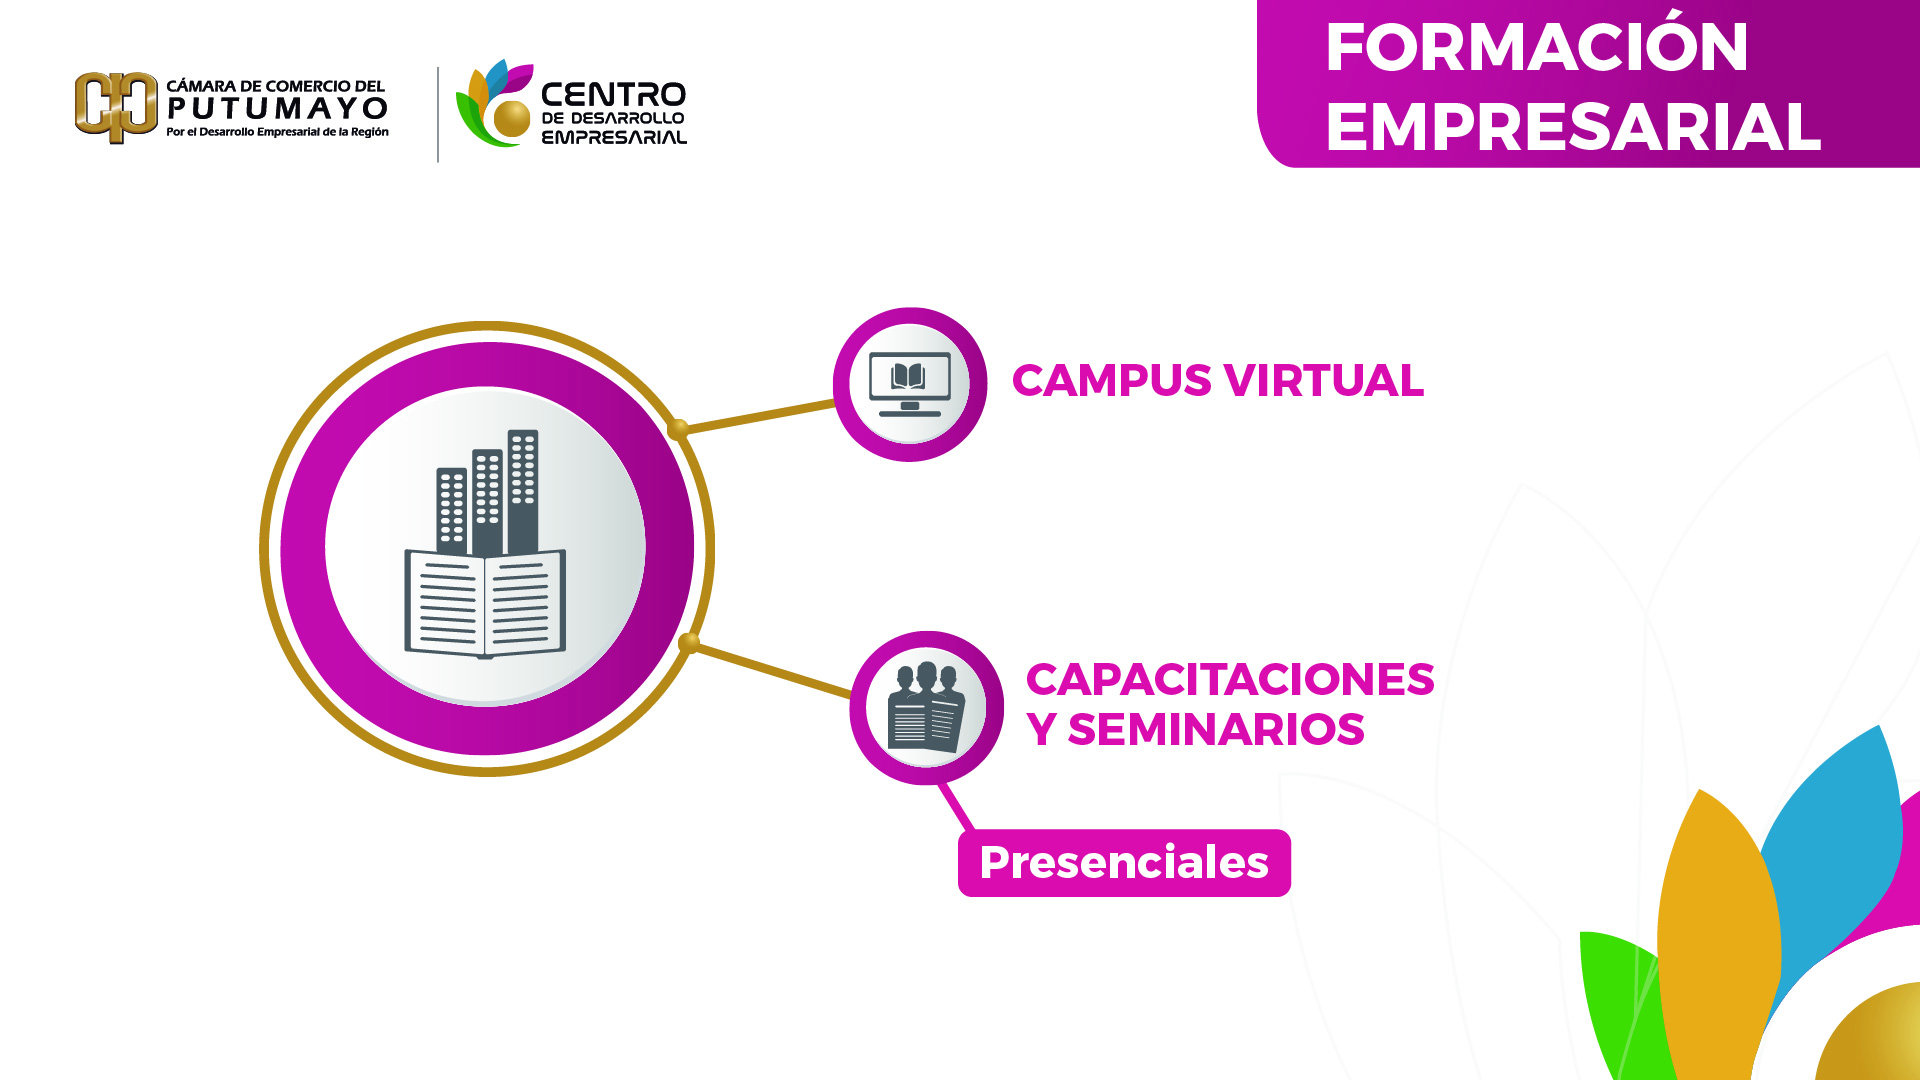 CÁMARA DE COMERCIO DEL
PUTUMAYO
Por el Desarrollo Empresarial de la Región
CENTRO
DE DESARROLLO
EMPRESARIAL
FORMACIÓN
EMPRESARIAL
CAMPUS VIRTUAL
CAPACITACIONES
Y SEMINARIOS
Presenciales